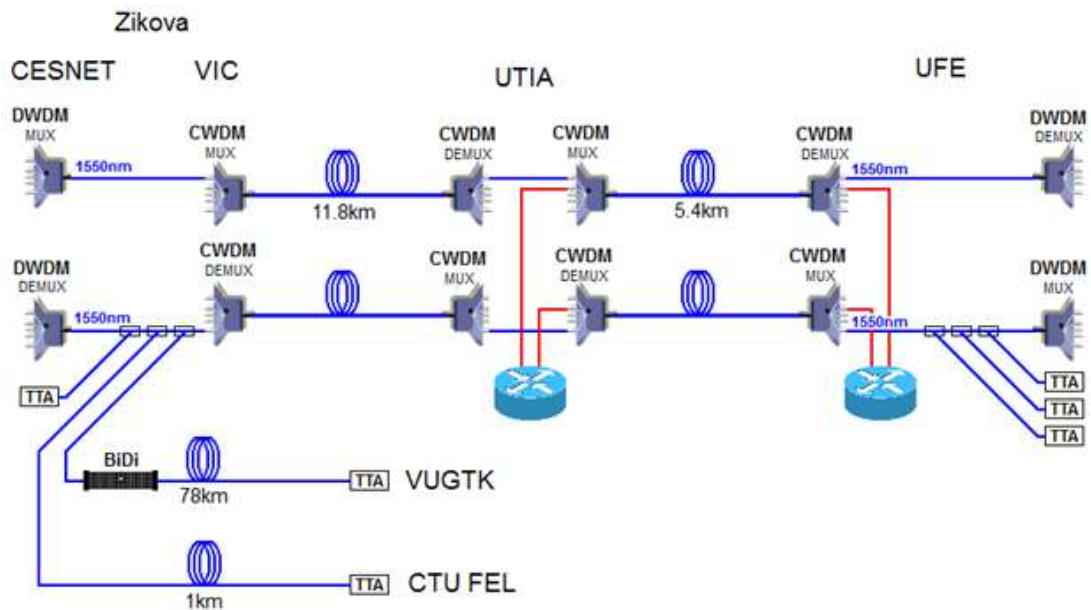 Zikova
CESNET
VIC
UTIA
UFE
DWDM
MUX
CWDM
MUX
CWDM
DEMUX
CWDM
MUX
CWDM
DEMUX
DWDM
DEMUX
1550nm
1550nm
11.8km
5.4km
DWDM
DEMUX
CWDM
DEMUX
CWDM
MUX
CWDM
DEMUX
CWDM
MUX
DWDM
MUX
1550nm
1550nm
TTA
TTA
TTA
TTA
BiDi
78km
TTA
VUGTK
1km
TTA
CTU FEL